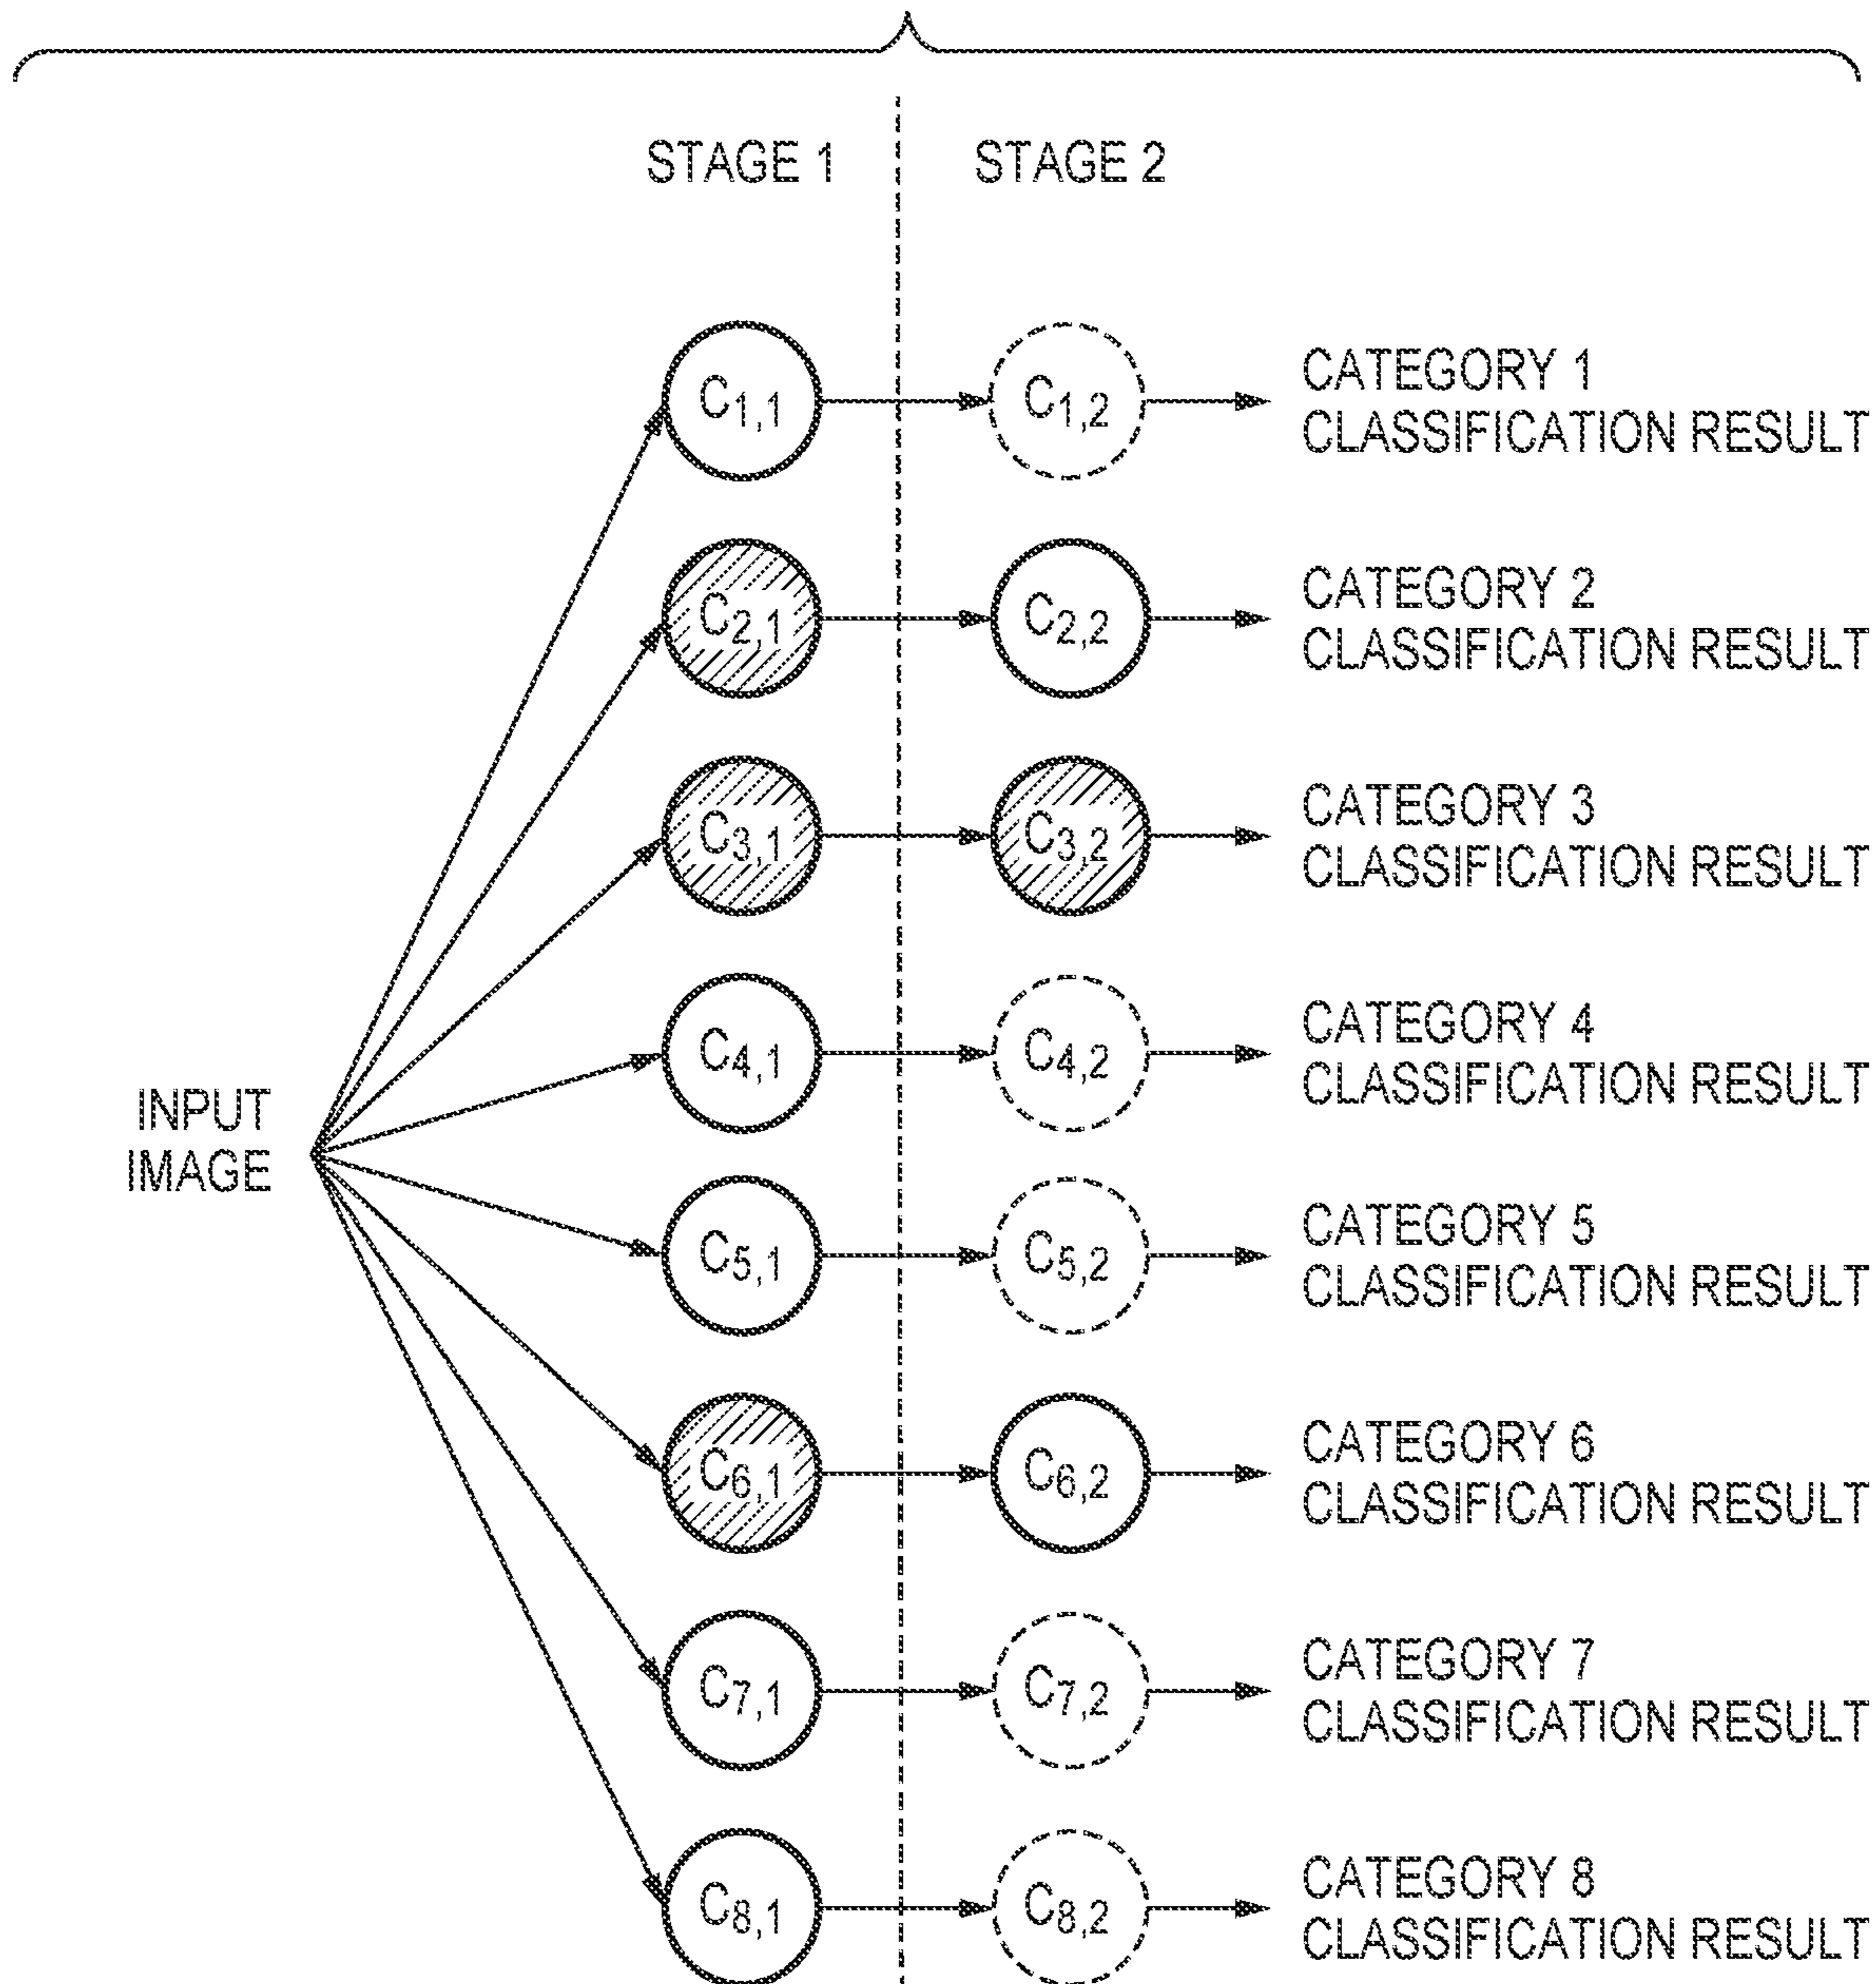 STAGE 1
STAGE 2
C1,1
C1,2
CATEGORY 1
CLASSIFICATION RESULT
C2,1
C2,2
CATEGORY 2
CLASSIFICATION RESULT
C3,1
C3,2
CATEGORY 3
CLASSIFICATION RESULT
C4,1
C4,2
CATEGORY 4
CLASSIFICATION RESULT
INPUT
IMAGE
C5,1
C5,2
CATEGORY 5
CLASSIFICATION RESULT
C6,1
C6,2
CATEGORY 6
CLASSIFICATION RESULT
C7,1
C7,2
CATEGORY 7
CLASSIFICATION RESULT
C8,1
C8,2
CATEGORY 8
CLASSIFICATION RESULT